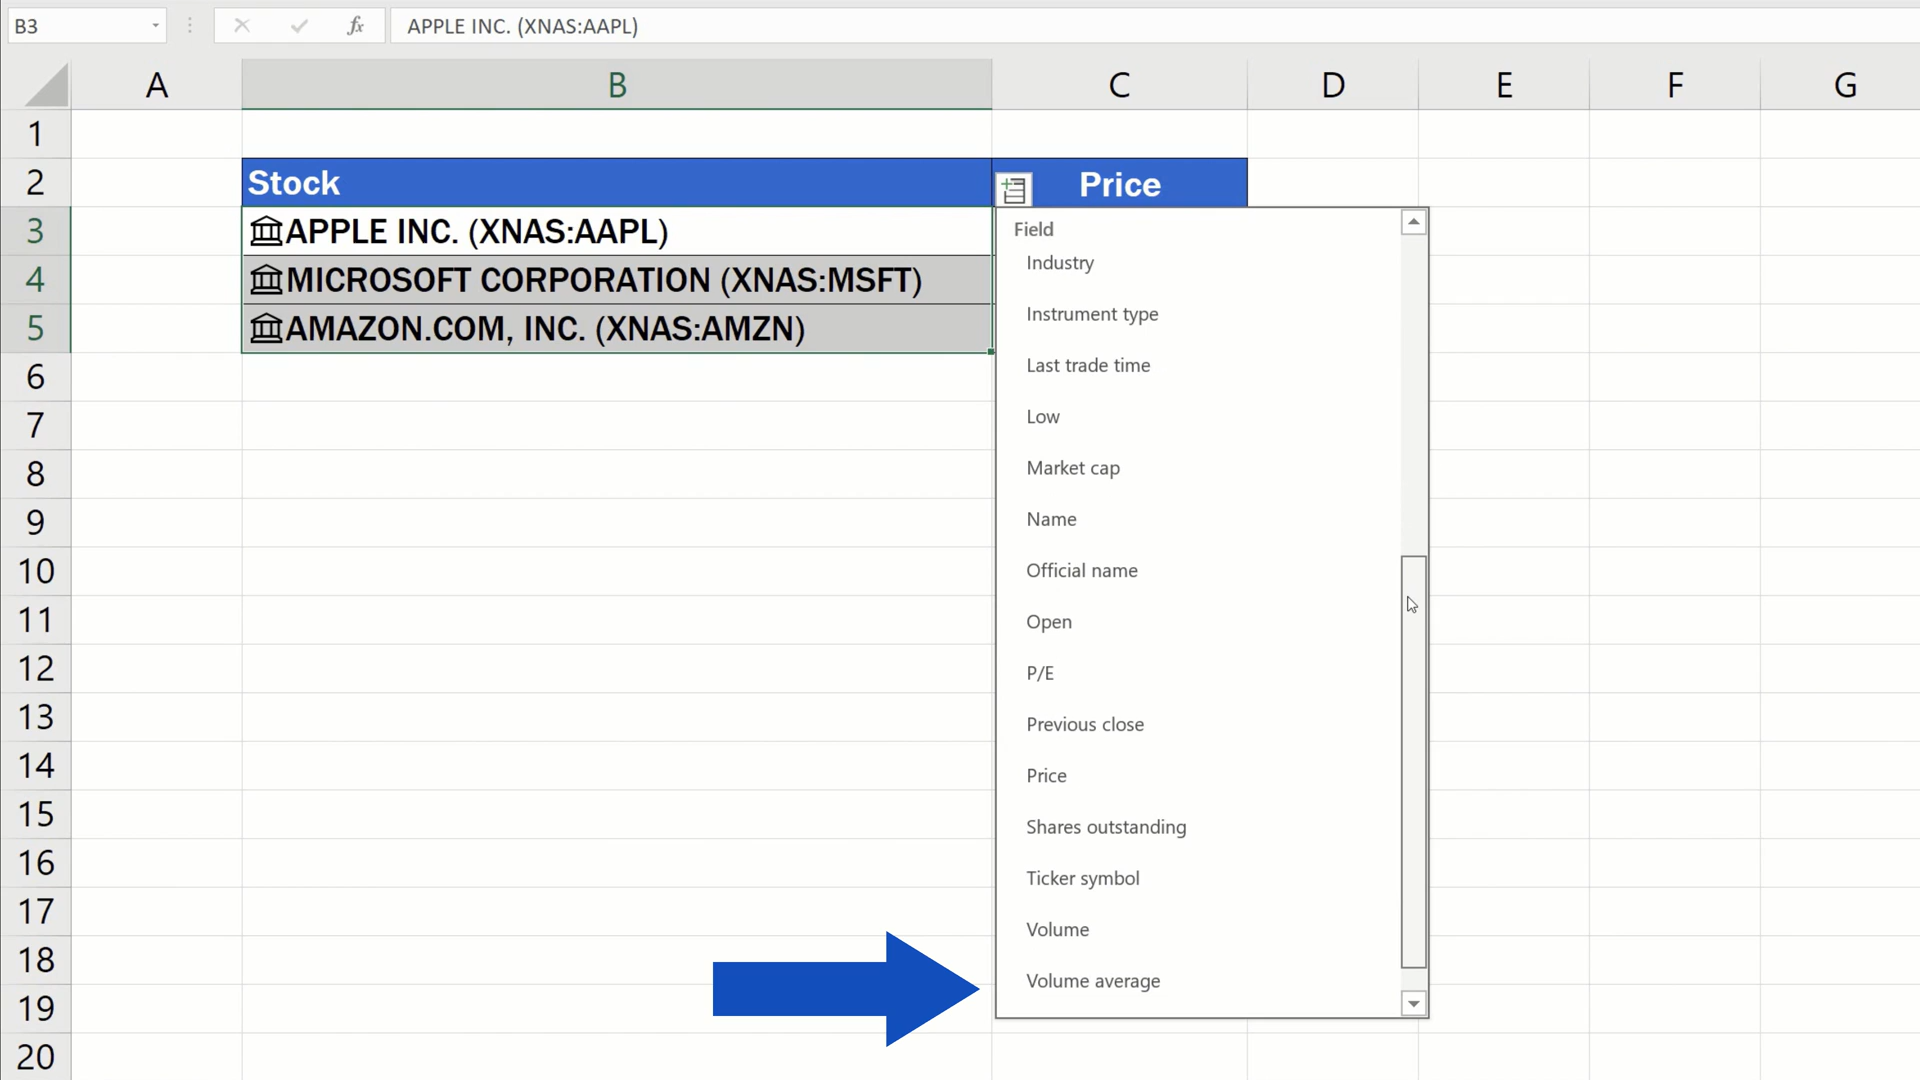 B3
fx
APPLE INC. (XNAS:AAPL)
A B C D E F G
1
2 Stock Price
3 APPLE INC. (XNAS:AAPL)
4 MICROSOFT CORPORATION (XNAS:MSFT)
5 AMAZON.COM, INC. (XNAS:AMZN)
6
7
8
9
10
11
12
13
14
15
16
17
18
19
20
Field
Industry
Instrument type
Last trade time
Low
Market cap
Name
Official name
Open
P/E
Previous close
Price
Shares outstanding
Ticker symbol
Volume
Volume average